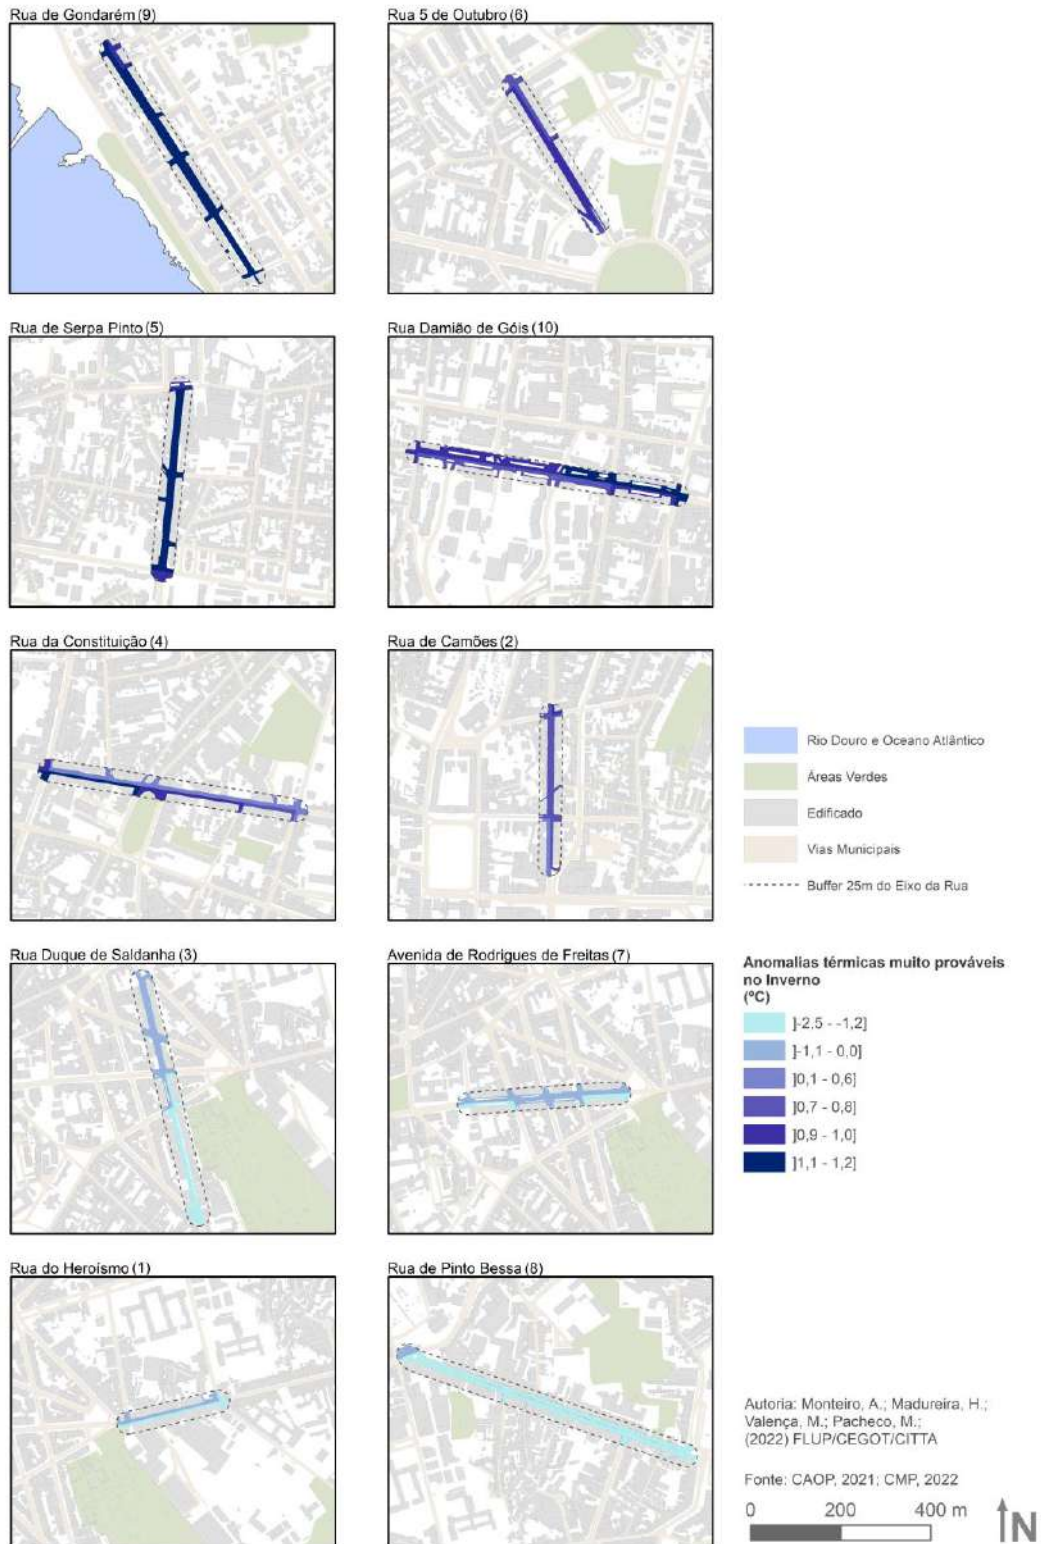 Rua de Gondarém (9)
Rua 5 de Outubro (6)
Rua de Serpa Pinto (5)
Rua Damião de Góis (10)
Rua da Constituição (4)
Rua de Camões (2)
Rio Douro e Oceano Atlântico
Áreas Verdes
Edificado
Vias Municipais
Buffer 25m do Eixo da Rua
Rua Duque de Saldanha (3)
Avenida de Rodrigues de Freitas (7)
Anomalias térmicas muito prováveis
no Inverno
(ºC)
]-2,5 - -1,2]
]-1,1 - 0,0]
]0,1 - 0,6]
]0,7 - 0,8]
]0,9 - 1,0]
]1,1 - 1,2]
Rua do Heroísmo (1)
Rua de Pinto Bessa (8)
Autoria: Monteiro, A.; Madureira, H.;
Valença, M.; Pacheco, M.;
(2022) FLUP/CEGOT/CITTA
Fonte: CAOP, 2021; CMP, 2022
0 200 400 m
N